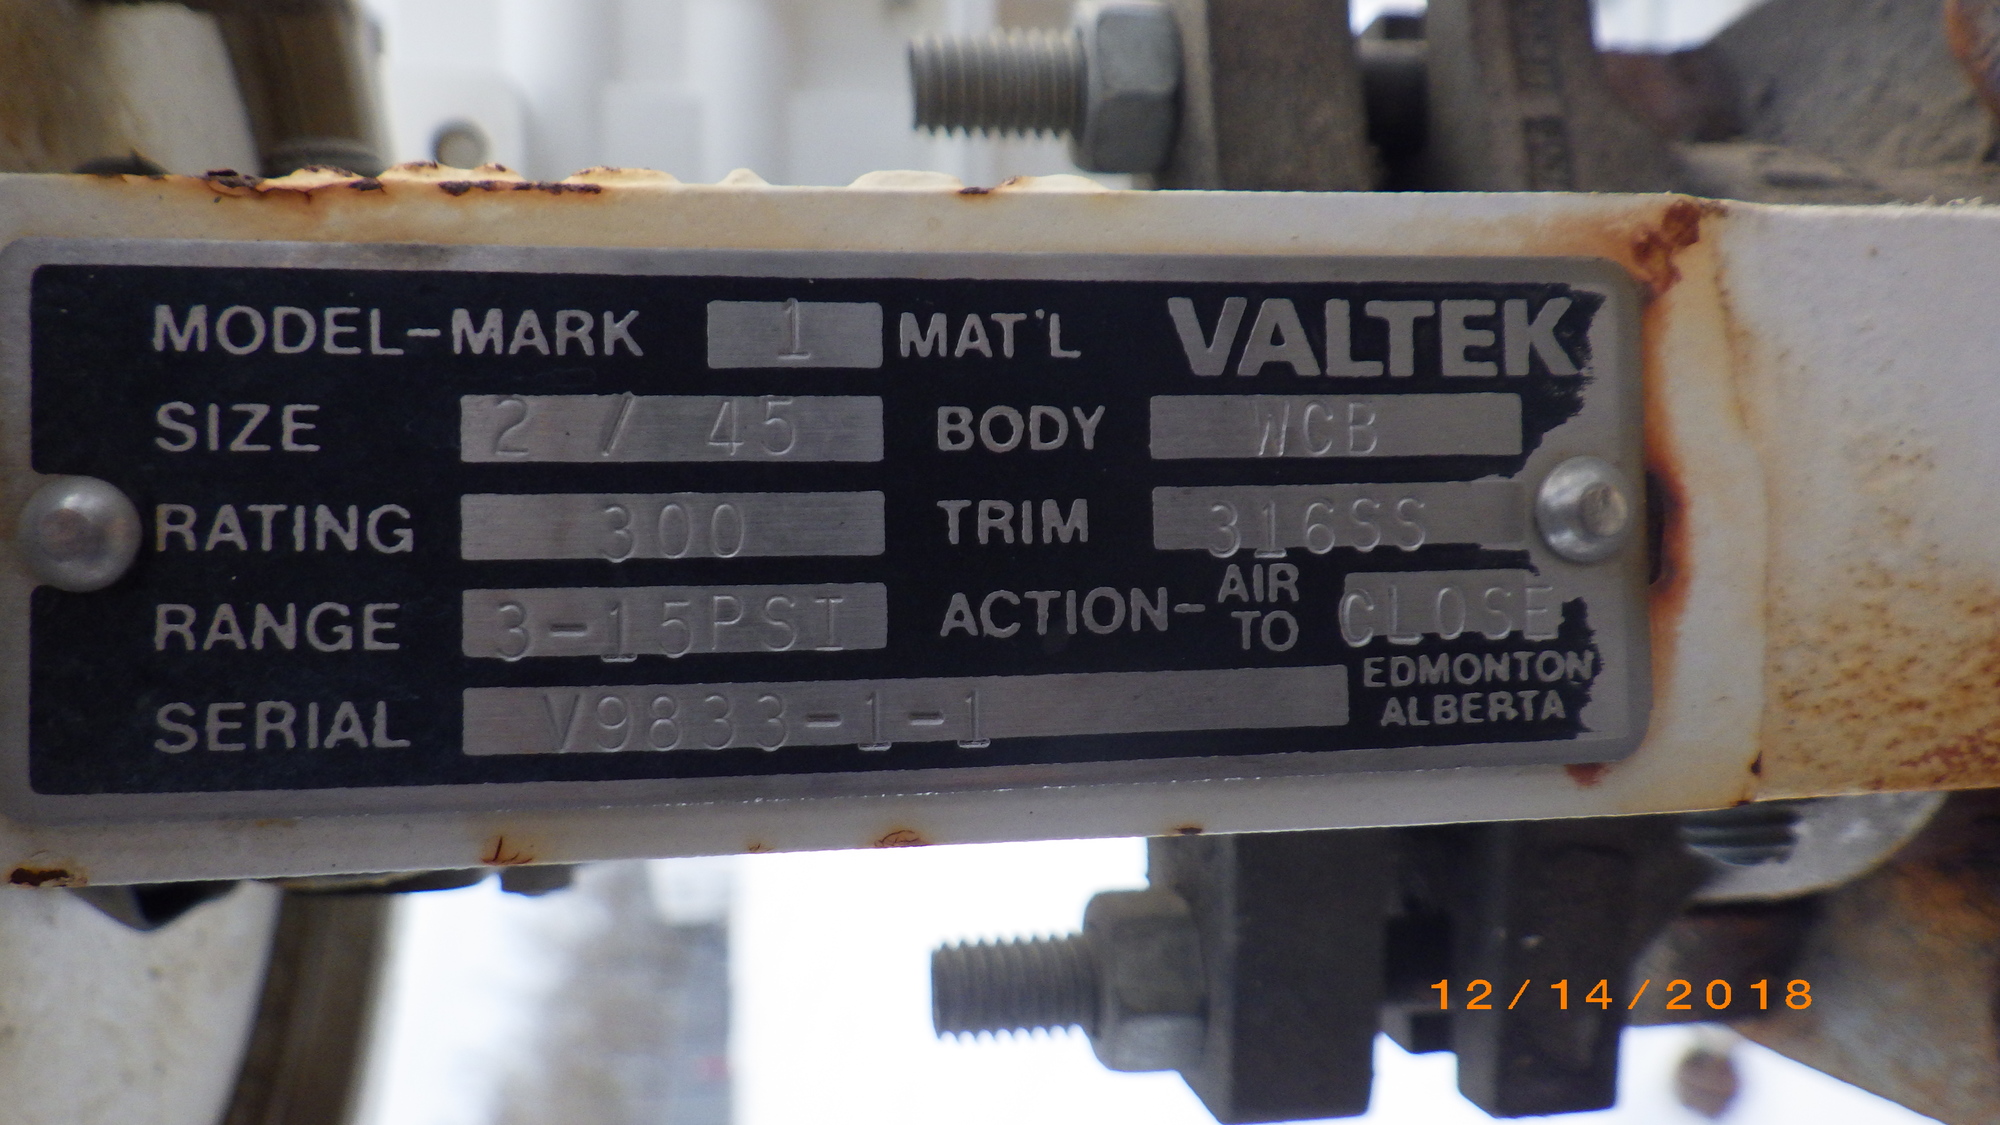 MODEL-MARK 1 MAT'L VALTEK
SIZE 2 / 45 BODY WCB
RATING 300 TRIM 316SS
RANGE 3-15PSI ACTION- AIR TO CLOSE
SERIAL V9833-1-1 EDMONTON ALBERTA
12/14/2018